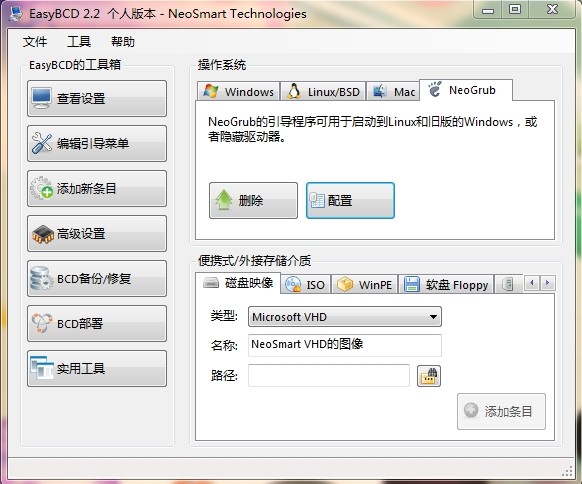 EasyBCD 2.2 个人版本 - NeoSmart Technologies
文件 工具 帮助
EasyBCD的工具箱
查看设置
编辑引导菜单
添加新条目
高级设置
BCD备份/修复
BCD部署
实用工具
操作系统
Windows Linux/BSD Mac NeoGrub
NeoGrub的引导程序可用于启动到Linux和旧版的Windows，或
者隐藏驱动器。
删除 配置
便携式/外接存储介质
磁盘映像 ISO WinPE 软盘 Floppy
类型: Microsoft VHD
名称: NeoSmart VHD的图像
路径:
添加条目